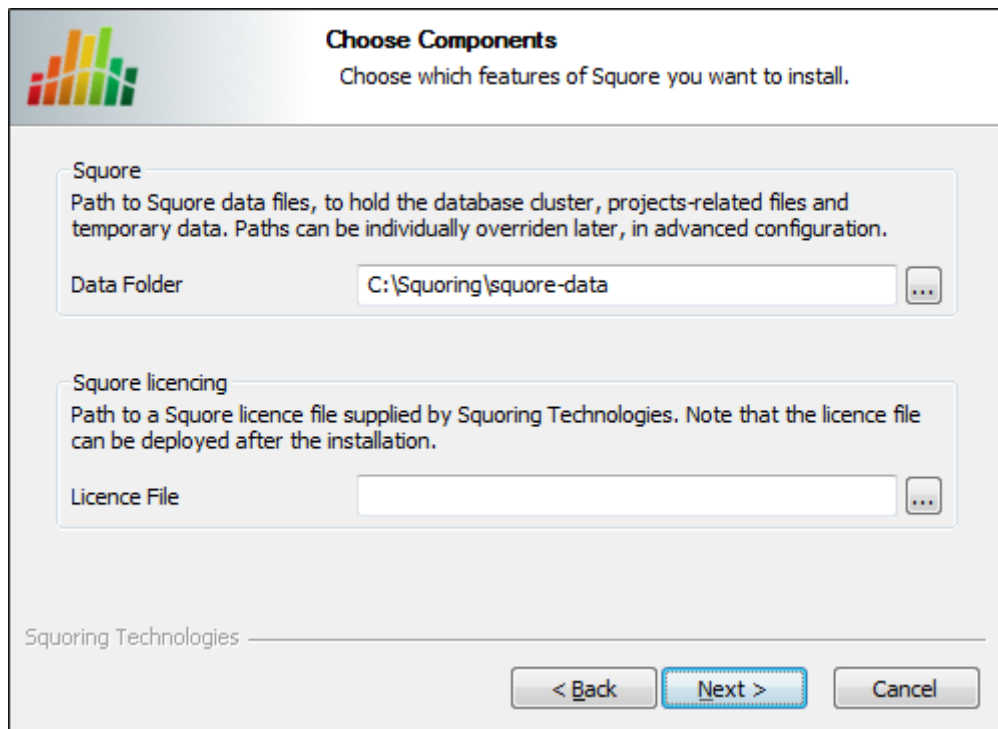 Choose Components
Choose which features of Squore you want to install.
Squore
Path to Squore data files, to hold the database cluster, projects-related files and
temporary data. Paths can be individually overriden later, in advanced configuration.
Data Folder
C:\Squoring\squore-data
...
Squore licencing
Path to a Squore licence file supplied by Squoring Technologies. Note that the licence file
can be deployed after the installation.
Licence File
...
Squoring Technologies
< Back
Next >
Cancel